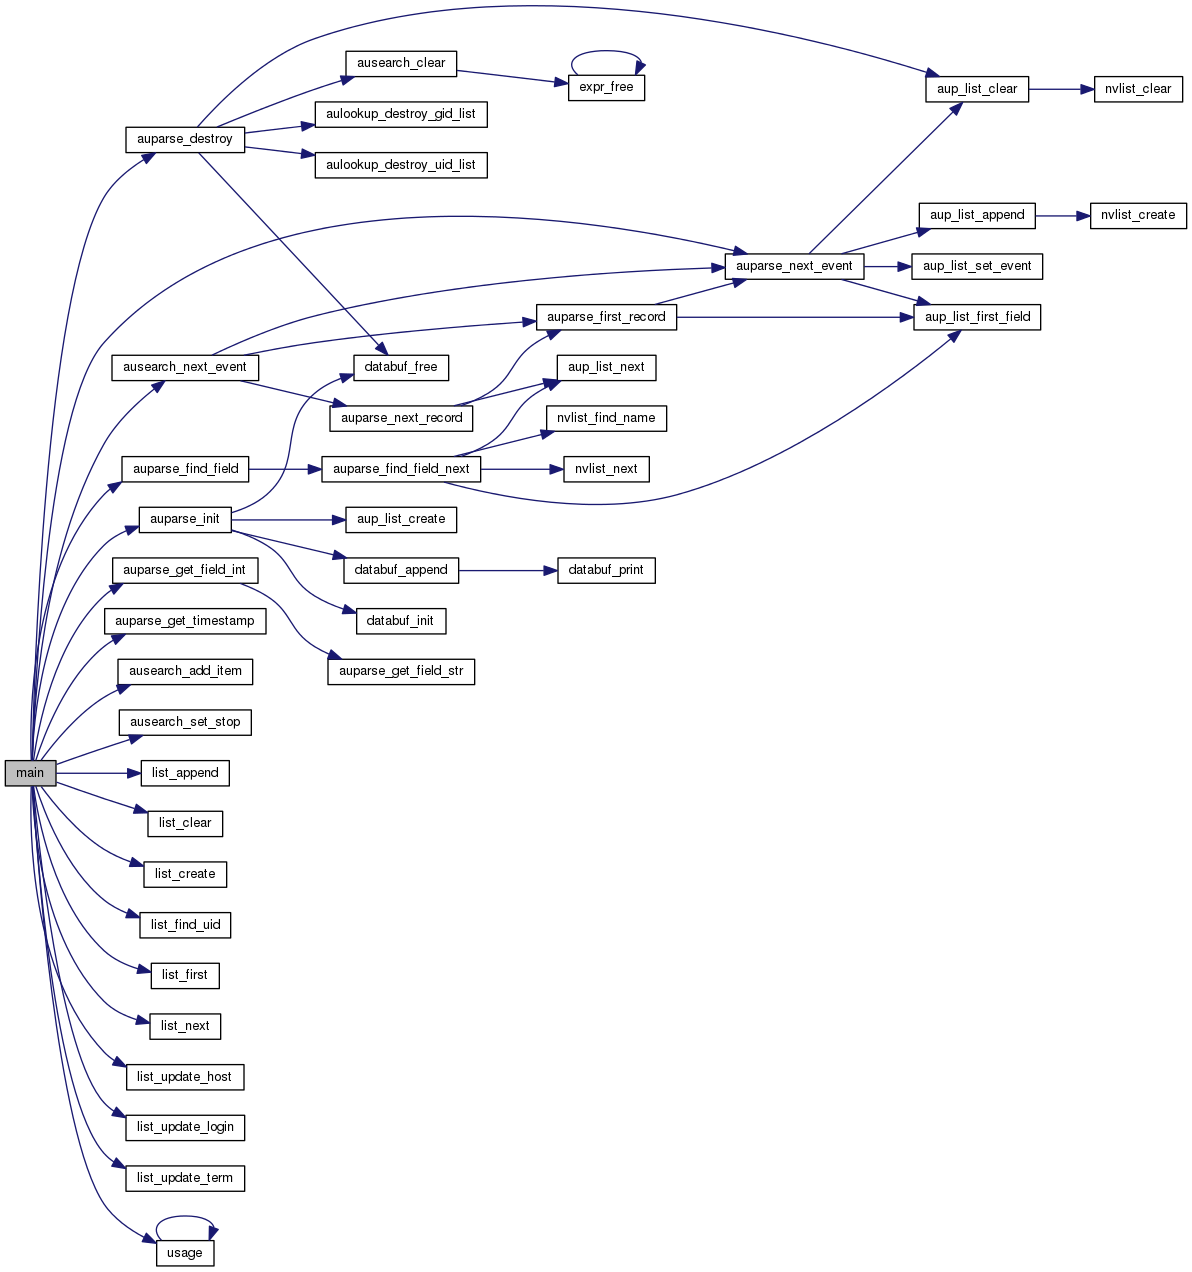 ausearch_clear
expr_free
aup_list_clear
nvlist_clear
aulookup_destroy_gid_list
auparse_destroy
aulookup_destroy_uid_list
aup_list_append
nvlist_create
auparse_next_event
aup_list_set_event
auparse_first_record
aup_list_first_field
ausearch_next_event
databuf_free
aup_list_next
auparse_next_record
nvlist_find_name
auparse_find_field
auparse_find_field_next
nvlist_next
auparse_init
aup_list_create
auparse_get_field_int
databuf_append
databuf_print
auparse_get_timestamp
databuf_init
ausearch_add_item
auparse_get_field_str
ausearch_set_stop
main
list_append
list_clear
list_create
list_find_uid
list_first
list_next
list_update_host
list_update_login
list_update_term
usage